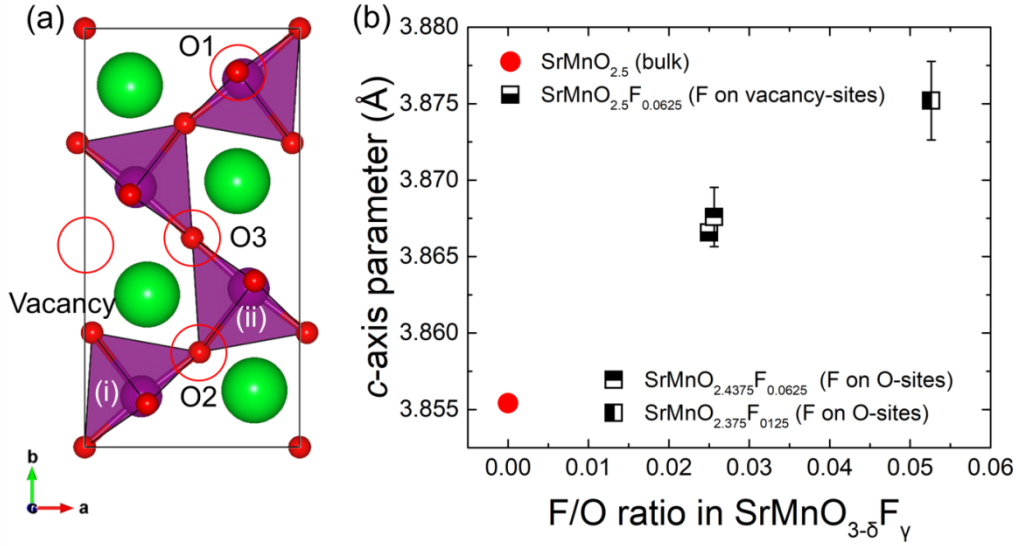 (a)
O1
O3
Vacancy
(ii)
(i)
O2
b
c
a
(b)
3.880
3.875
3.870
3.865
3.860
3.855
c-axis parameter (Å)
SrMnO2.5 (bulk)
SrMnO2.5F0.0625 (F on vacancy-sites)
SrMnO2.4375F0.0625 (F on O-sites)
SrMnO2.375F0125 (F on O-sites)
0.00 0.01 0.02 0.03 0.04 0.05 0.06
F/O ratio in SrMnO3-δFγ